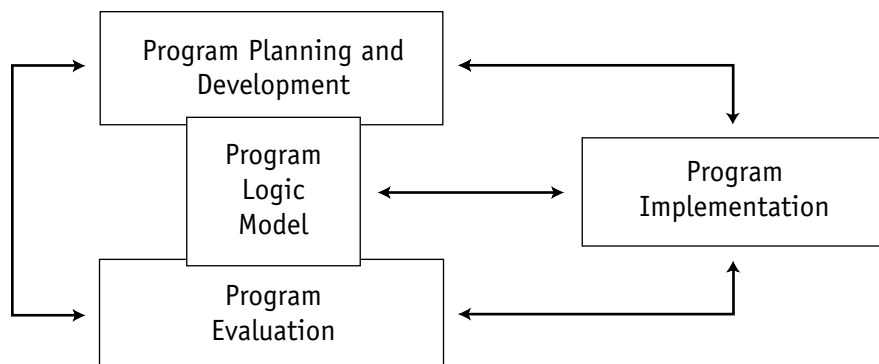 Program Planning and
Development
Program
Logic
Model
Program
Implementation
Program
Evaluation